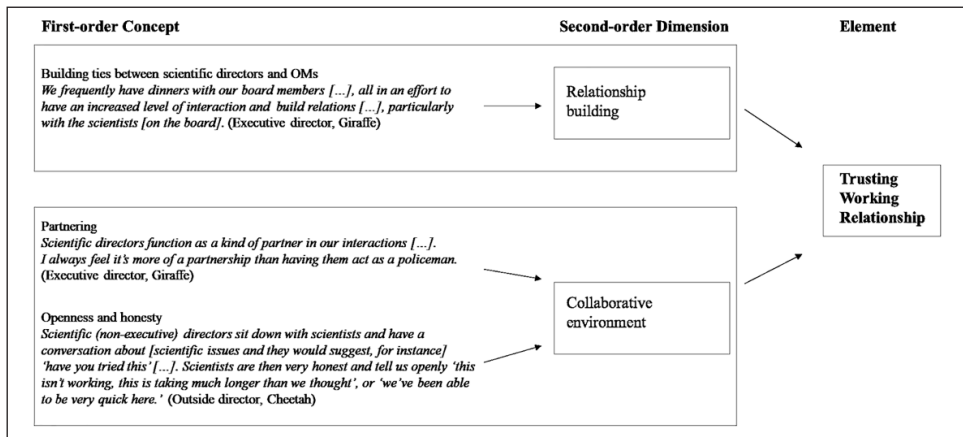 First-order Concept
Second-order Dimension
Element
Building ties between scientific directors and OMs
We frequently have dinners with our board members […], all in an effort to
have an increased level of interaction and build relations […], particularly
with the scientists [on the board]. (Executive director, Giraffe)
Relationship
building
Trusting
Working
Relationship
Partnering
Scientific directors function as a kind of partner in our interactions […].
I always feel it's more of a partnership than having them act as a policeman.
(Executive director, Giraffe)
Openness and honesty
Scientific (non-executive) directors sit down with scientists and have a
conversation about [scientific issues and they would suggest, for instance]
'have you tried this' […]. Scientists are then very honest and tell us openly 'this
isn't working, this is taking much longer than we thought', or 'we've been able
to be very quick here.' (Outside director, Cheetah)
Collaborative
environment